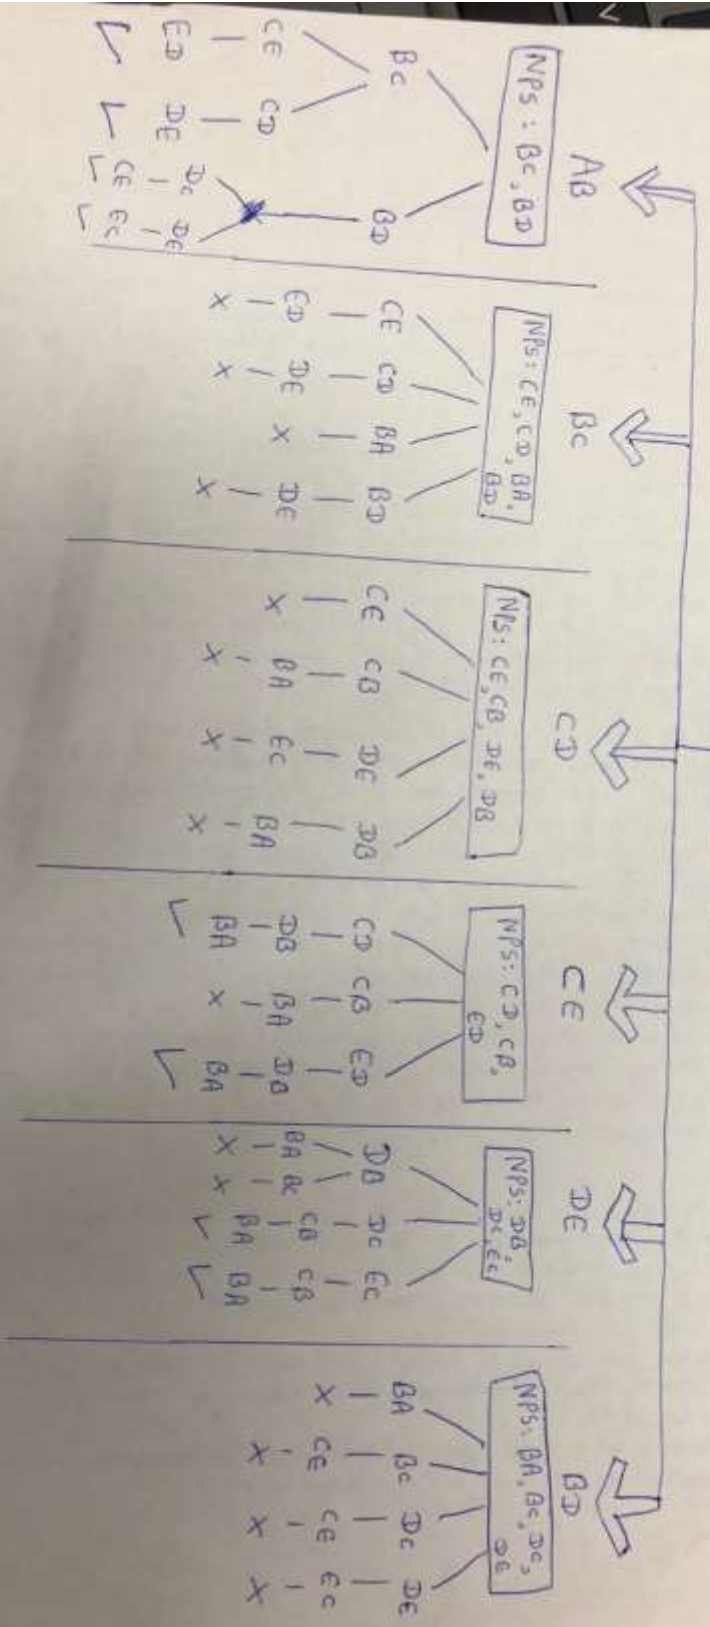 AB
NPS: BC, BD
BC BD
CE CD DC DE
ED DE CE EC
✓ ✓ ✓ ✓
BC
NPS: CE, CD, BA,
BD
CE CD BA BD
ED DE X DE
X X X
CD
NPS: CE, CB, DE, DB
CE CB DE DB
X BA EC BA
X X X
CE
NPS: CD, CB,
ED
CD CB ED
DB BA DB
BA X BA
✓ ✓
DE
NPS: DB,
DC, EC
DB DC EC
BA BC CB CB
X X BA BA
✓ ✓
BD
NPS: BA, BC, DC,
DE
BA BC DC DE
X CE CE EC
X X X